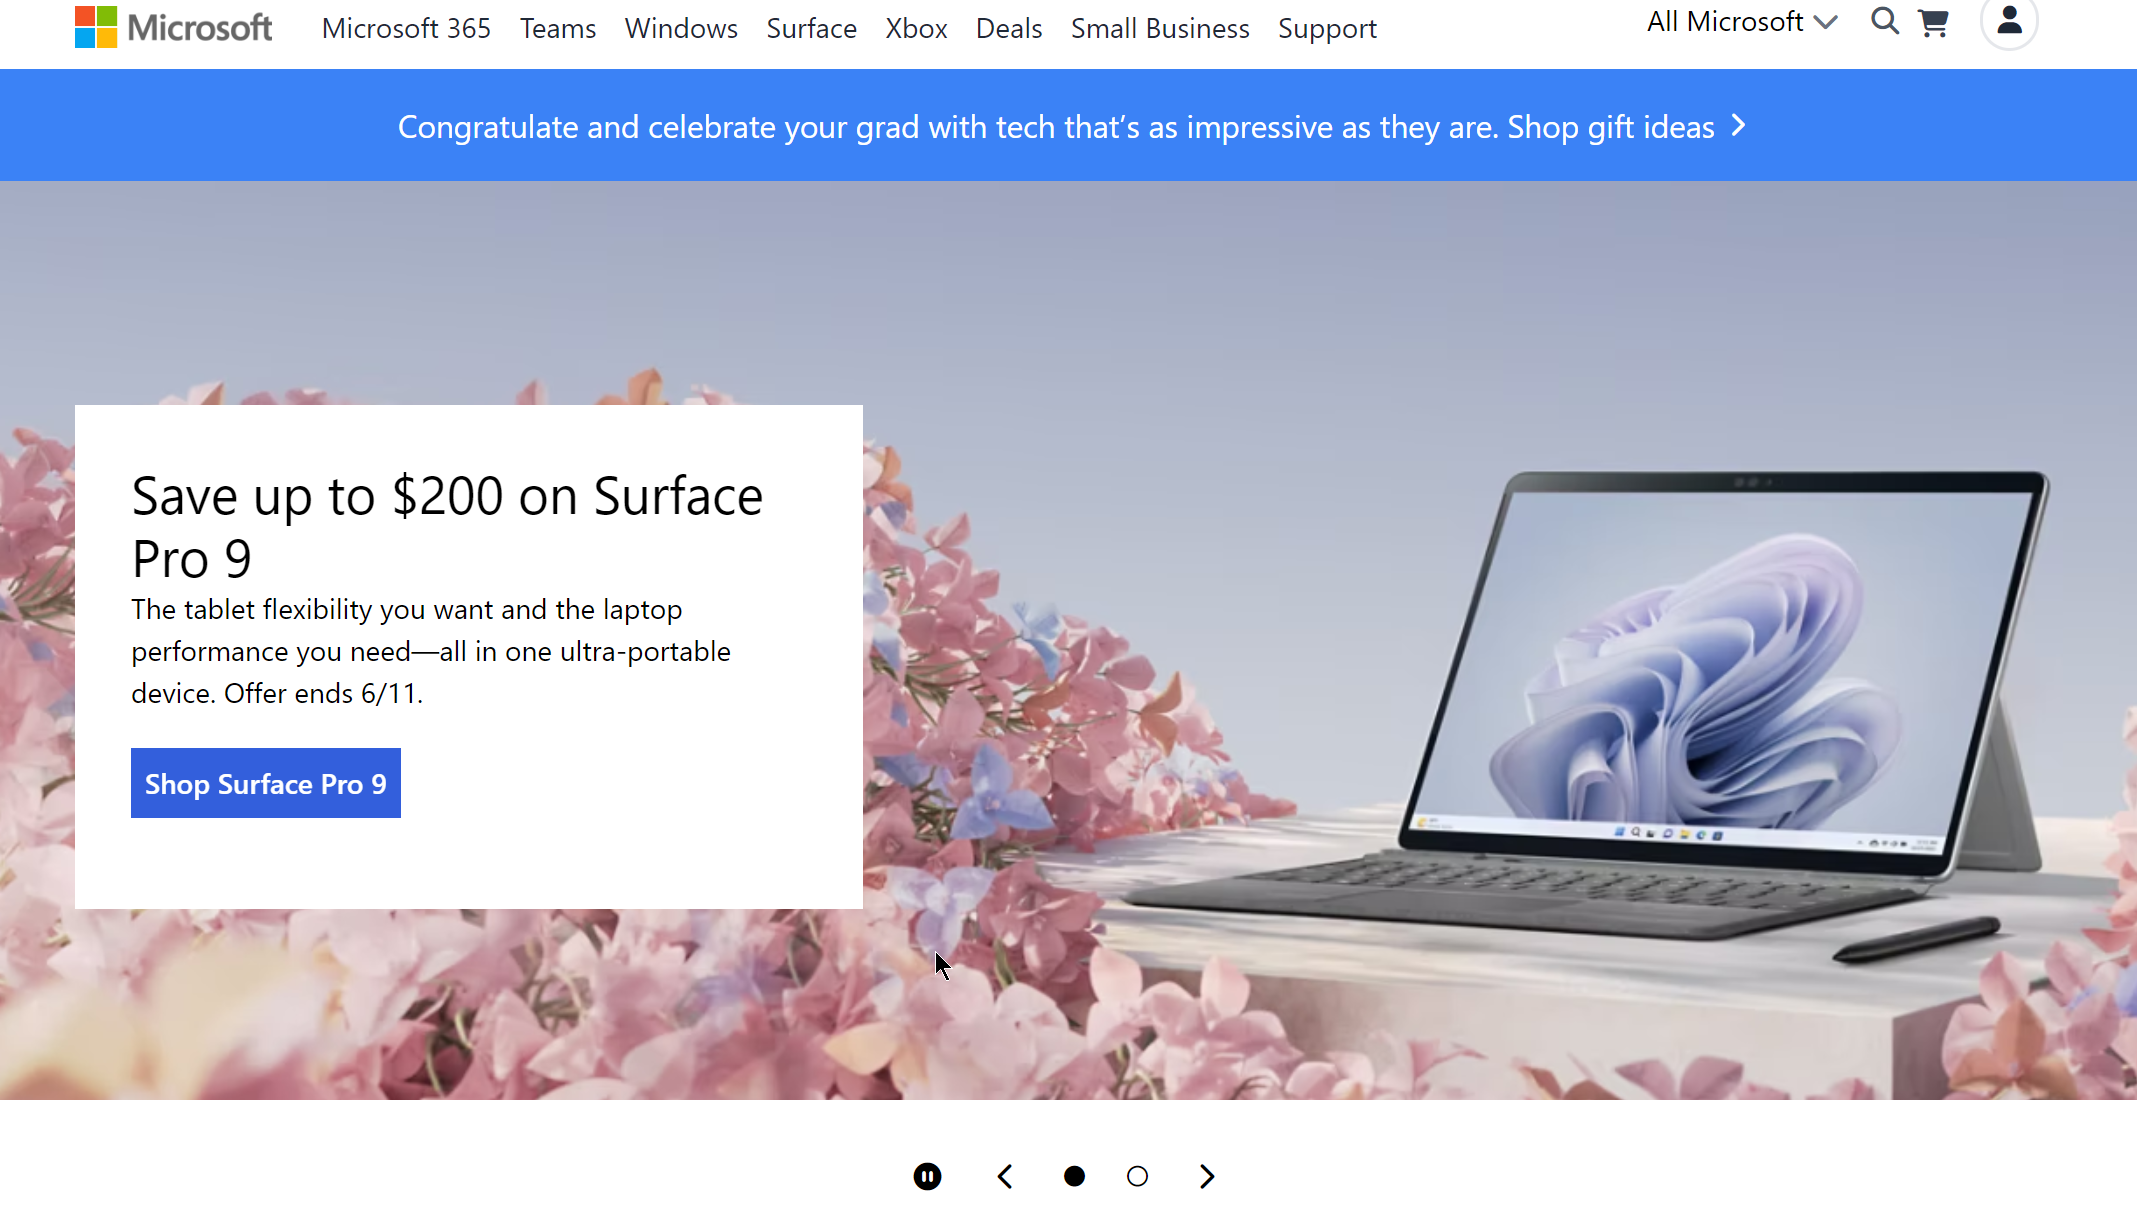 Microsoft
Microsoft 365 Teams Windows Surface Xbox Deals Small Business Support
All Microsoft
Congratulate and celebrate your grad with tech that’s as impressive as they are. Shop gift ideas
Save up to $200 on Surface
Pro 9
The tablet flexibility you want and the laptop
performance you need—all in one ultra-portable
device. Offer ends 6/11.
Shop Surface Pro 9